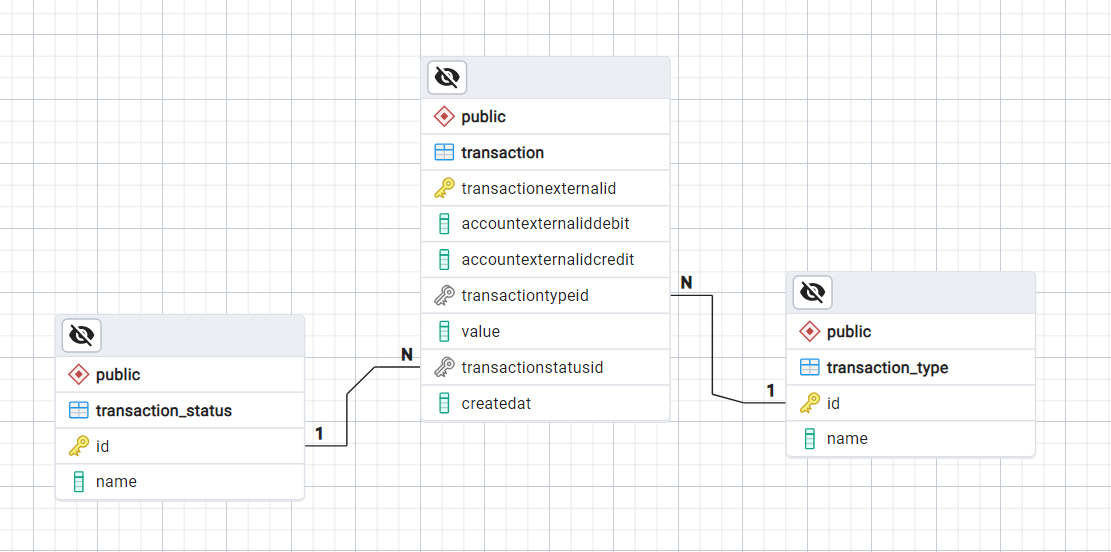 public
transaction
transactionexternalid
accountexternaliddebit
accountexternalidcredit
transactiontypeid
value
transactionstatusid
createdat
N
N
1
1
public
transaction_status
id
name
public
transaction_type
id
name